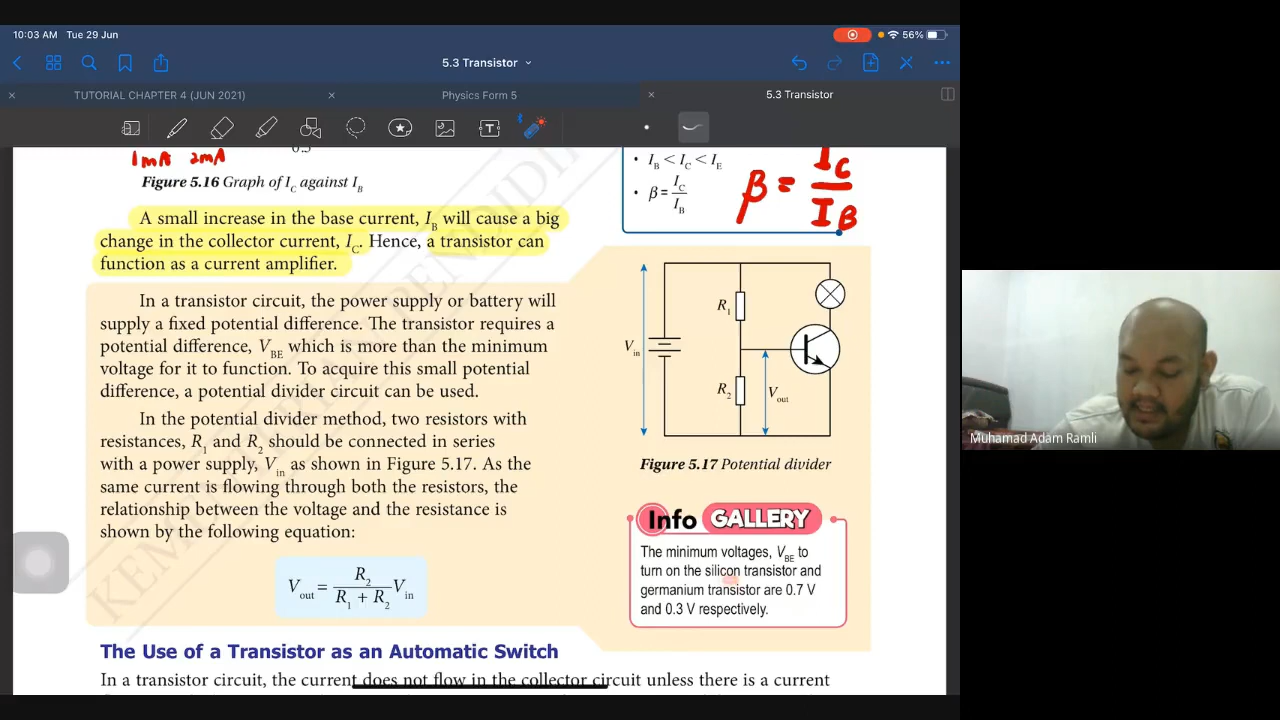 10:03 AM Tue 29 Jun
56%
5.3 Transistor
TUTORIAL CHAPTER 4 (JUN 2021)
Physics Form 5
5.3 Transistor
1mA 2mA
0.5
Figure 5.16 Graph of I_C against I_B
• I_B < I_C < I_E
• β = I_C / I_B
β = I_C / I_B
A small increase in the base current, I_B will cause a big
change in the collector current, I_C. Hence, a transistor can
function as a current amplifier.
In a transistor circuit, the power supply or battery will
supply a fixed potential difference. The transistor requires a
potential difference, V_BE which is more than the minimum
voltage for it to function. To acquire this small potential
difference, a potential divider circuit can be used.
In the potential divider method, two resistors with
resistances, R_1 and R_2 should be connected in series
with a power supply, V_in as shown in Figure 5.17. As the
same current is flowing through both the resistors, the
relationship between the voltage and the resistance is
shown by the following equation:
V_out = R_2 / (R_1 + R_2) V_in
R_1
V_in
R_2
V_out
Figure 5.17 Potential divider
Info GALLERY
The minimum voltages, V_BE to
turn on the silicon transistor and
germanium transistor are 0.7 V
and 0.3 V respectively.
The Use of a Transistor as an Automatic Switch
In a transistor circuit, the current does not flow in the collector circuit unless there is a current
KEMENTERIAN PENDIDI
Muhamad Adam Ramli